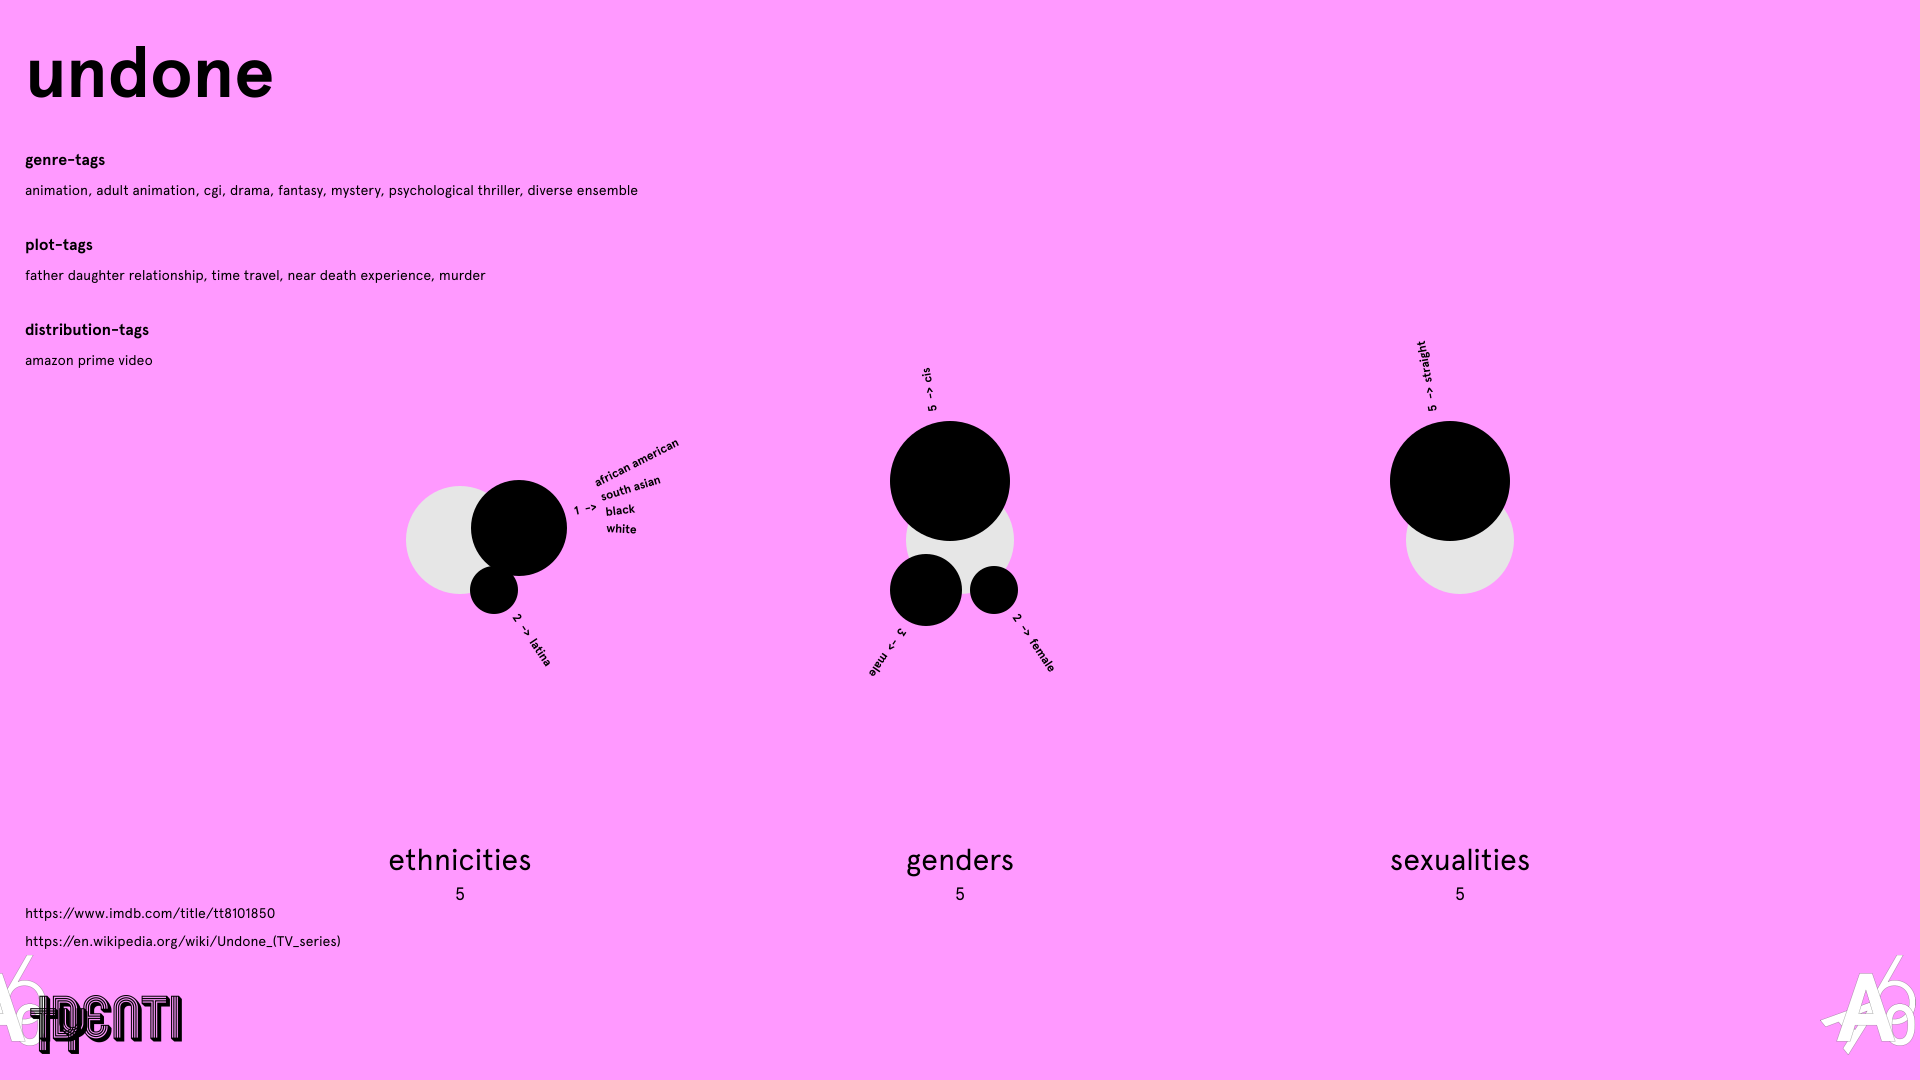 undone
genre-tags
animation, adult animation, cgi, drama, fantasy, mystery, psychological thriller, diverse ensemble
plot-tags
father daughter relationship, time travel, near death experience, murder
distribution-tags
amazon prime video
1 -> african american
south asian
black
white
2 -> latina
5 -> cis
3 -> male
2 -> female
5 -> straight
ethnicities
5
genders
5
sexualities
5
https://www.imdb.com/title/tt8101850
https://en.wikipedia.org/wiki/Undone_(TV_series)
IDENTI